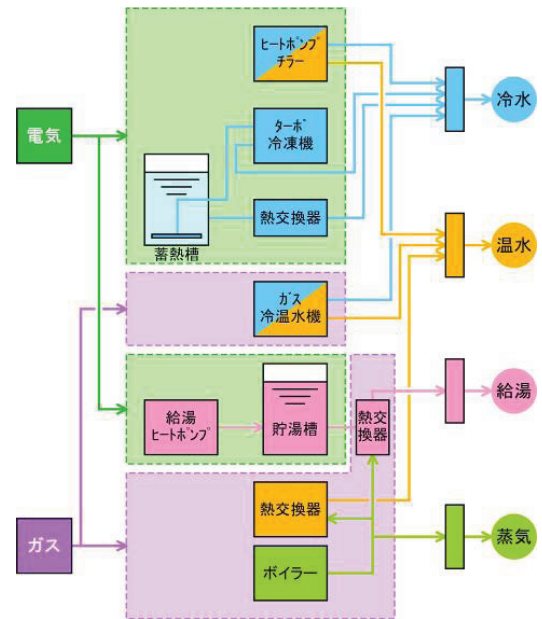 ヒートポンプ
チラー
冷水
電気
ターボ
冷凍機
熱交換器
蓄熱槽
温水
ガス
冷温水機
給湯
ヒートポンプ
貯湯槽
熱交
換器
給湯
熱交換器
ガス
蒸気
ボイラー